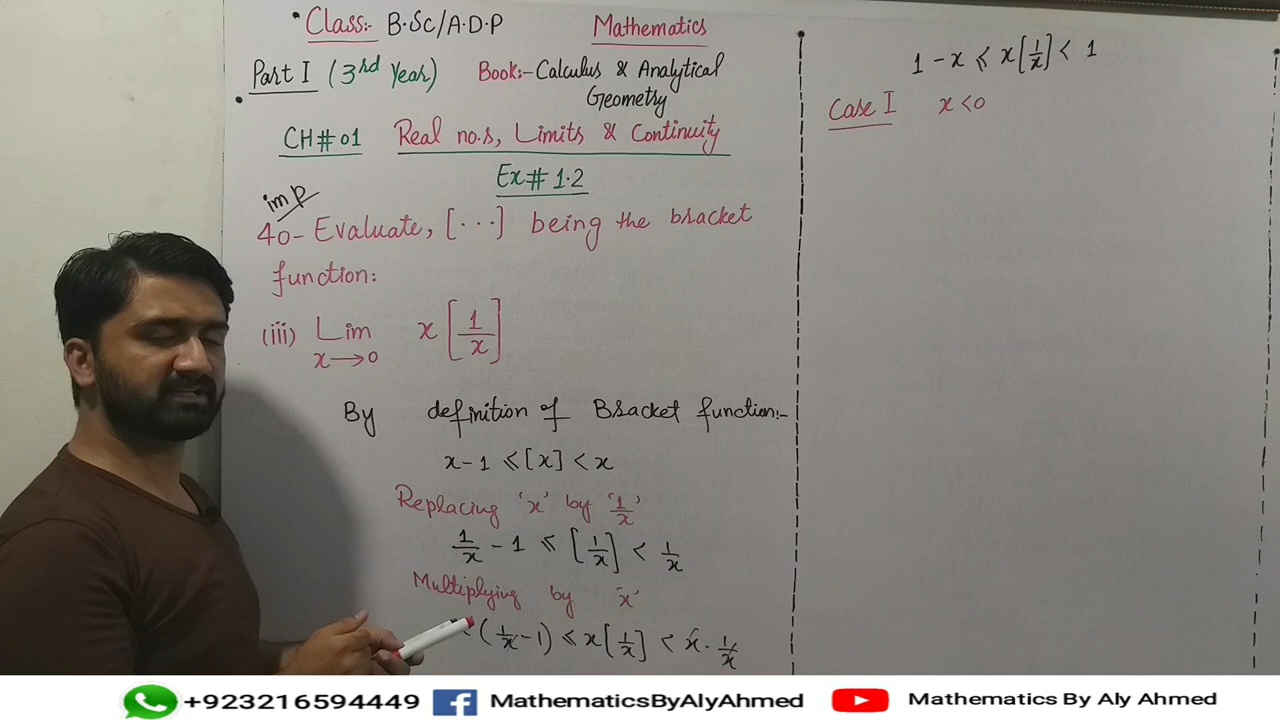 Class:- B.Sc/A.D.P Mathematics
Part I (3rd Year) Book:- Calculus & Analytical
Geometry
CH#01 Real no.s, Limits & Continuity
Ex# 1.2
imp
40- Evaluate, [...] being the bracket
function:
(iii) Lim x→0 x[1/x]
By definition of Bracket function:-
x-1 ≤ [x] < x
Replacing 'x' by '1/x'
1/x - 1 ≤ [1/x] < 1/x
Multiplying by 'x'
(1/x - 1) ≤ x[1/x] < x · 1/x
1-x ≤ x[1/x] < 1
Case I x<0
+923216594449 MathematicsByAlyAhmed Mathematics By Aly Ahmed